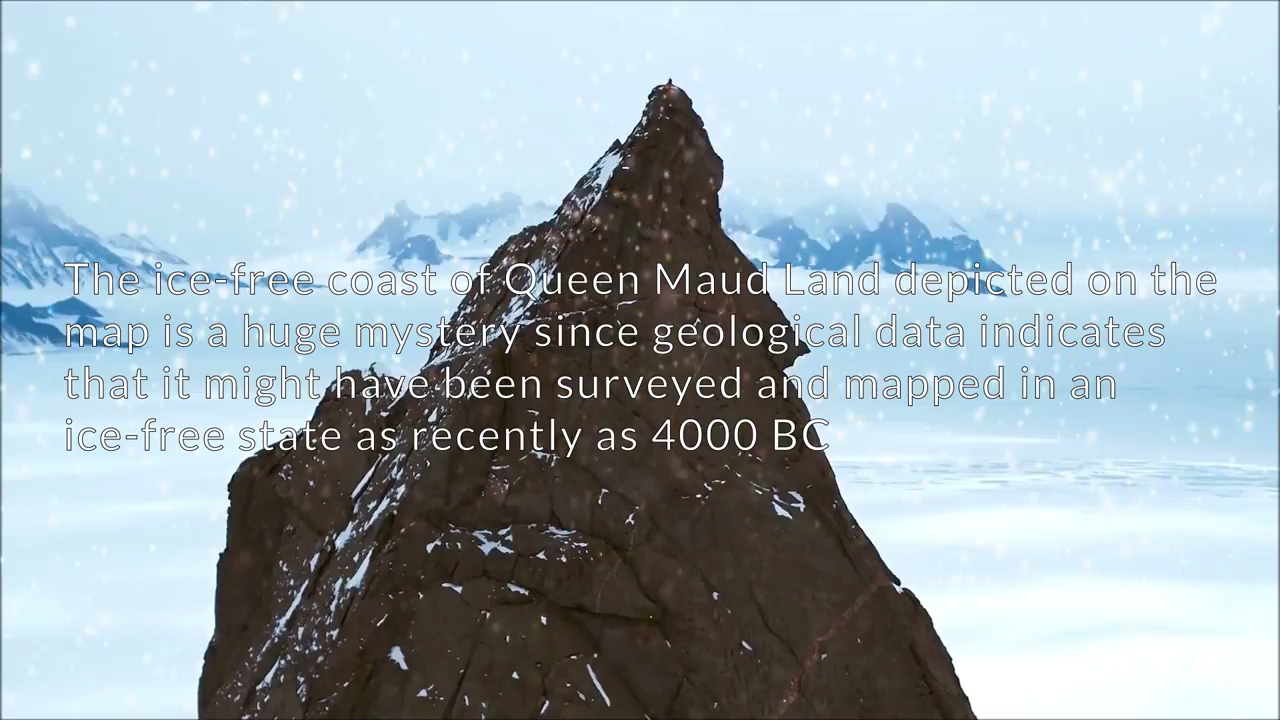 The ice-free coast of Queen Maud Land depicted on the
map is a huge mystery since geological data indicates
that it might have been surveyed and mapped in an
ice-free state as recently as 4000 BC